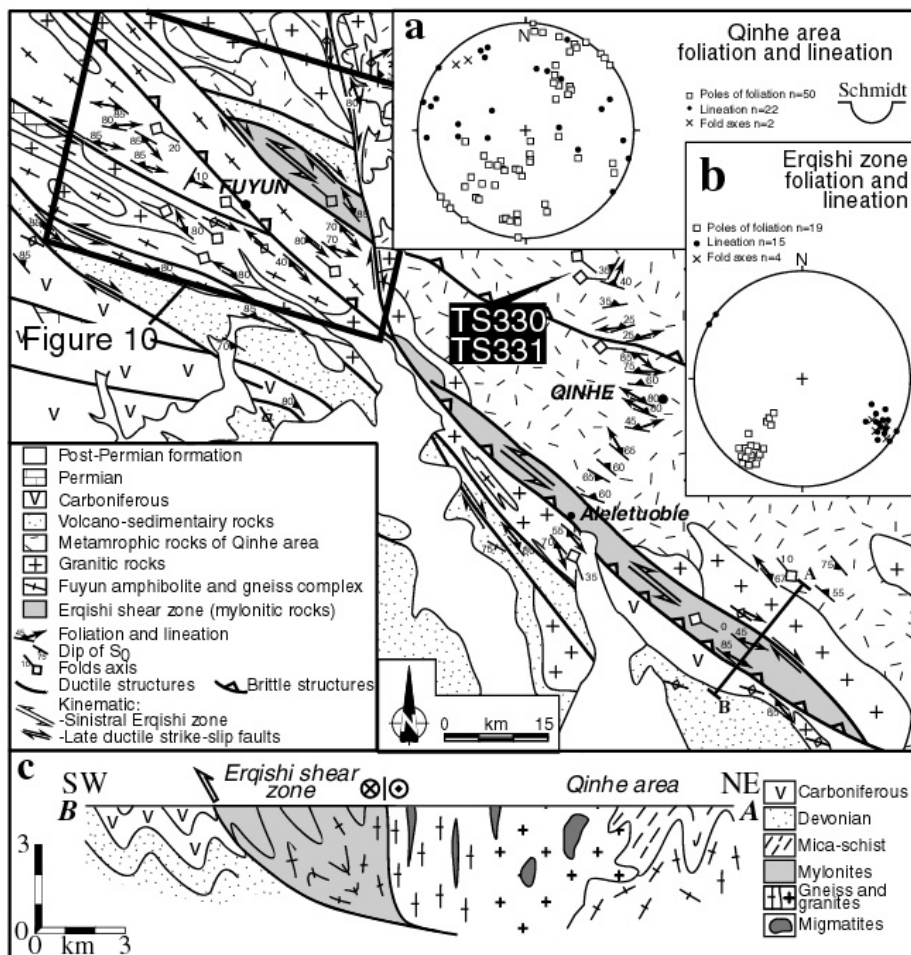 a
N
Qinhe area
foliation and lineation
Poles of foliation n=50
Lineation n=22
Fold axes n=2
Schmidt
b
Erqishi zone
foliation and
lineation
Poles of foliation n=19
Lineation n=15
Fold axes n=4
N
FUYUN
Figure 10
TS330
TS331
QINHE
Aleletuoble
A
B
Post-Permian formation
Permian
V Carboniferous
Volcano-sedimentairy rocks
Metamrophic rocks of Qinhe area
Granitic rocks
Fuyun amphibolite and gneiss complex
Erqishi shear zone (mylonitic rocks)
45 Foliation and lineation
Dip of S0
10 Folds axis
Ductile structures Brittle structures
Kinematic:
-Sinistral Erqishi zone
-Late ductile strike-slip faults
N
0 km 15
c
SW
Erqishi shear
zone
Qinhe area
NE
B
A
3
0
0 km 3
V Carboniferous
Devonian
Mica-schist
Mylonites
Gneiss and
granites
Migmatites